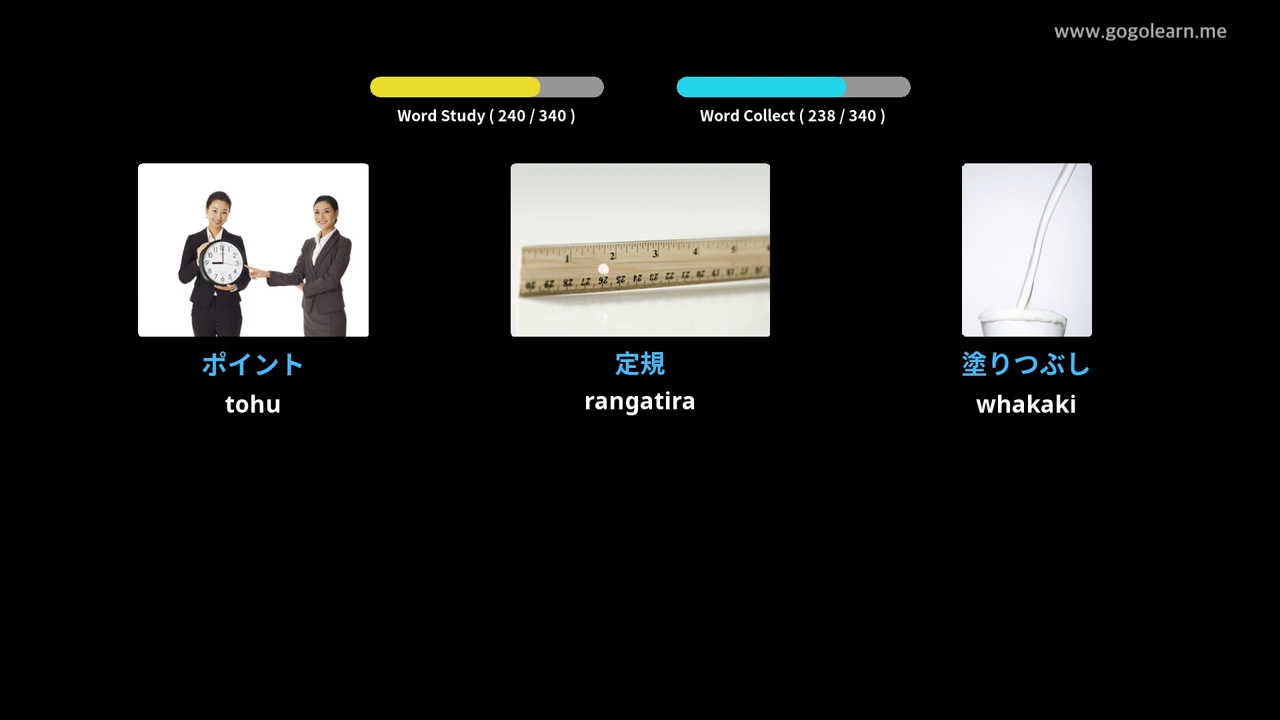 www.gogolearn.me
Word Study ( 240 / 340 )
Word Collect ( 238 / 340 )
ポイント
tohu
定規
rangatira
塗りつぶし
whakaki